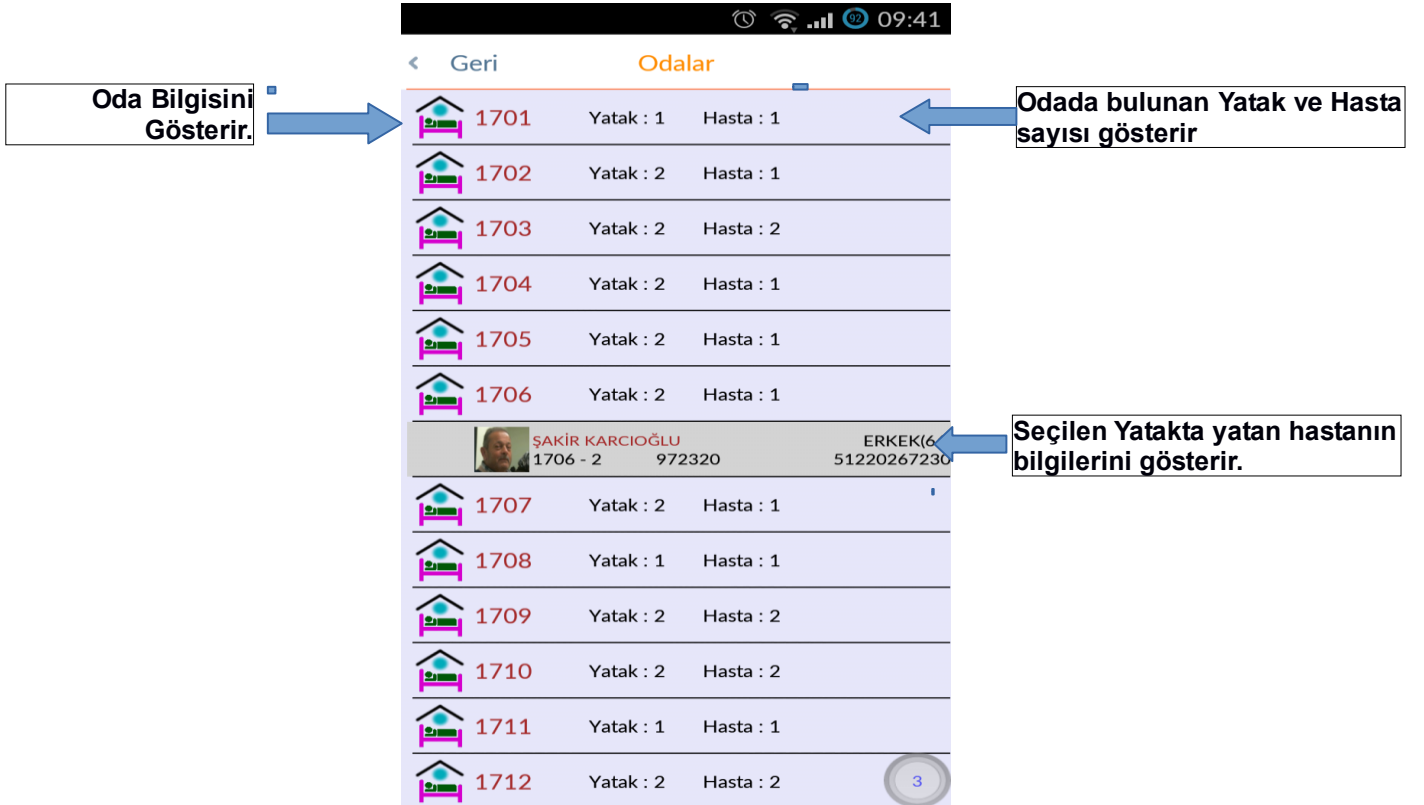 92 09:41
Geri Odalar
Oda Bilgisini
Gösterir.
Odada bulunan Yatak ve Hasta
sayısı gösterir
1701 Yatak : 1 Hasta : 1
1702 Yatak : 2 Hasta : 1
1703 Yatak : 2 Hasta : 2
1704 Yatak : 2 Hasta : 1
1705 Yatak : 2 Hasta : 1
1706 Yatak : 2 Hasta : 1
ŞAKİR KARCIOĞLU ERKEK(6
1706 - 2 972320 51220267230
Seçilen Yatakta yatan hastanın
bilgilerini gösterir.
1707 Yatak : 2 Hasta : 1
1708 Yatak : 1 Hasta : 1
1709 Yatak : 2 Hasta : 2
1710 Yatak : 2 Hasta : 2
1711 Yatak : 1 Hasta : 1
1712 Yatak : 2 Hasta : 2
3